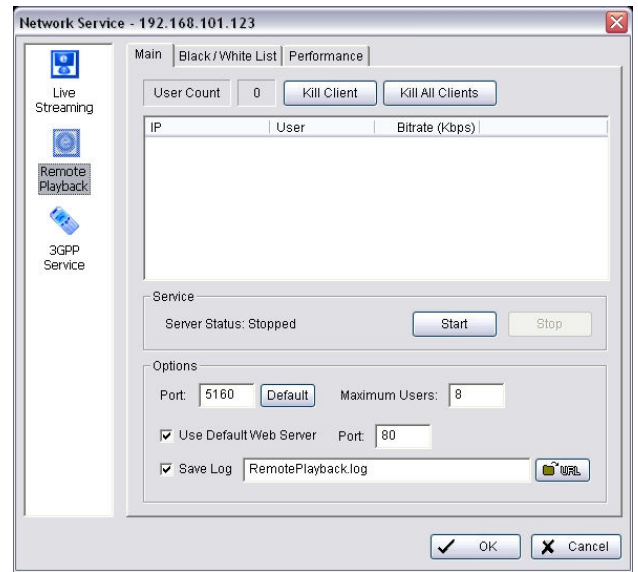 Network Service - 192.168.101.123
Live
Streaming
Remote
Playback
3GPP
Service
Main
Black / White List
Performance
User Count
0
Kill Client
Kill All Clients
IP
User
Bitrate (Kbps)
Service
Server Status: Stopped
Start
Stop
Options
Port:
5160
Default
Maximum Users:
8
Use Default Web Server
Port:
80
Save Log
RemotePlayback.log
URL
OK
Cancel